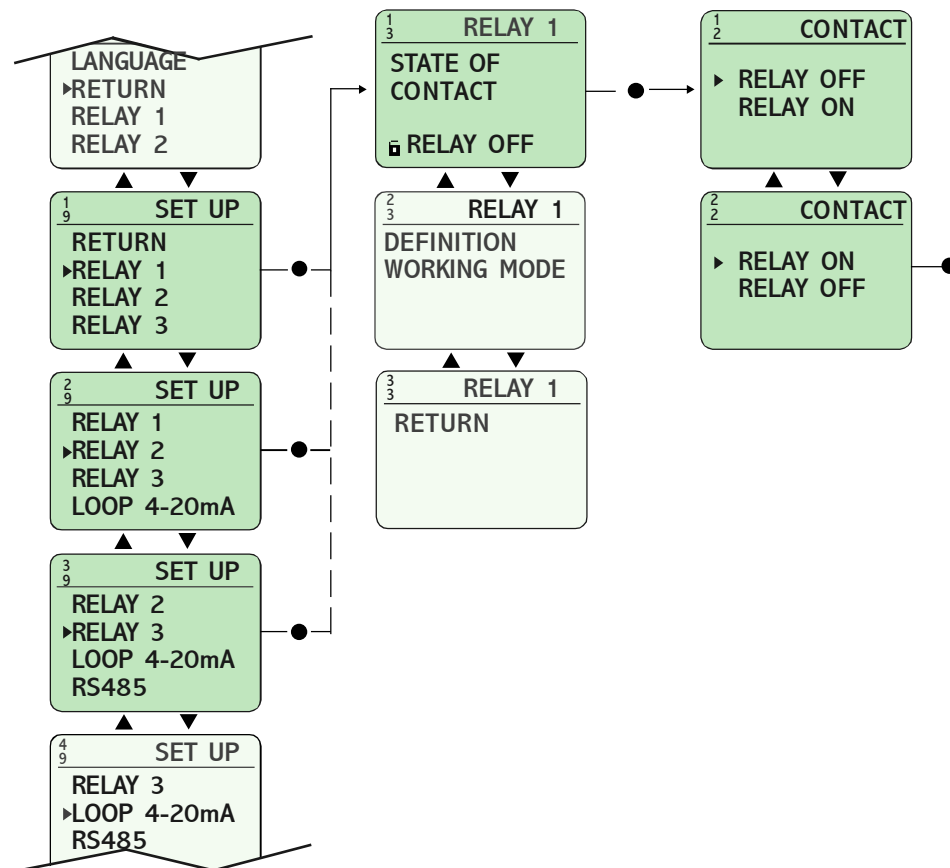 LANGUAGE
RETURN
RELAY 1
RELAY 2
1
9 SET UP
RETURN
RELAY 1
RELAY 2
RELAY 3
2
9 SET UP
RELAY 1
RELAY 2
RELAY 3
LOOP 4-20mA
3
9 SET UP
RELAY 2
RELAY 3
LOOP 4-20mA
RS485
4
9 SET UP
RELAY 3
LOOP 4-20mA
RS485
1
3 RELAY 1
STATE OF
CONTACT
RELAY OFF
2
3 RELAY 1
DEFINITION
WORKING MODE
3
3 RELAY 1
RETURN
1
2 CONTACT
RELAY OFF
RELAY ON
2
2 CONTACT
RELAY ON
RELAY OFF